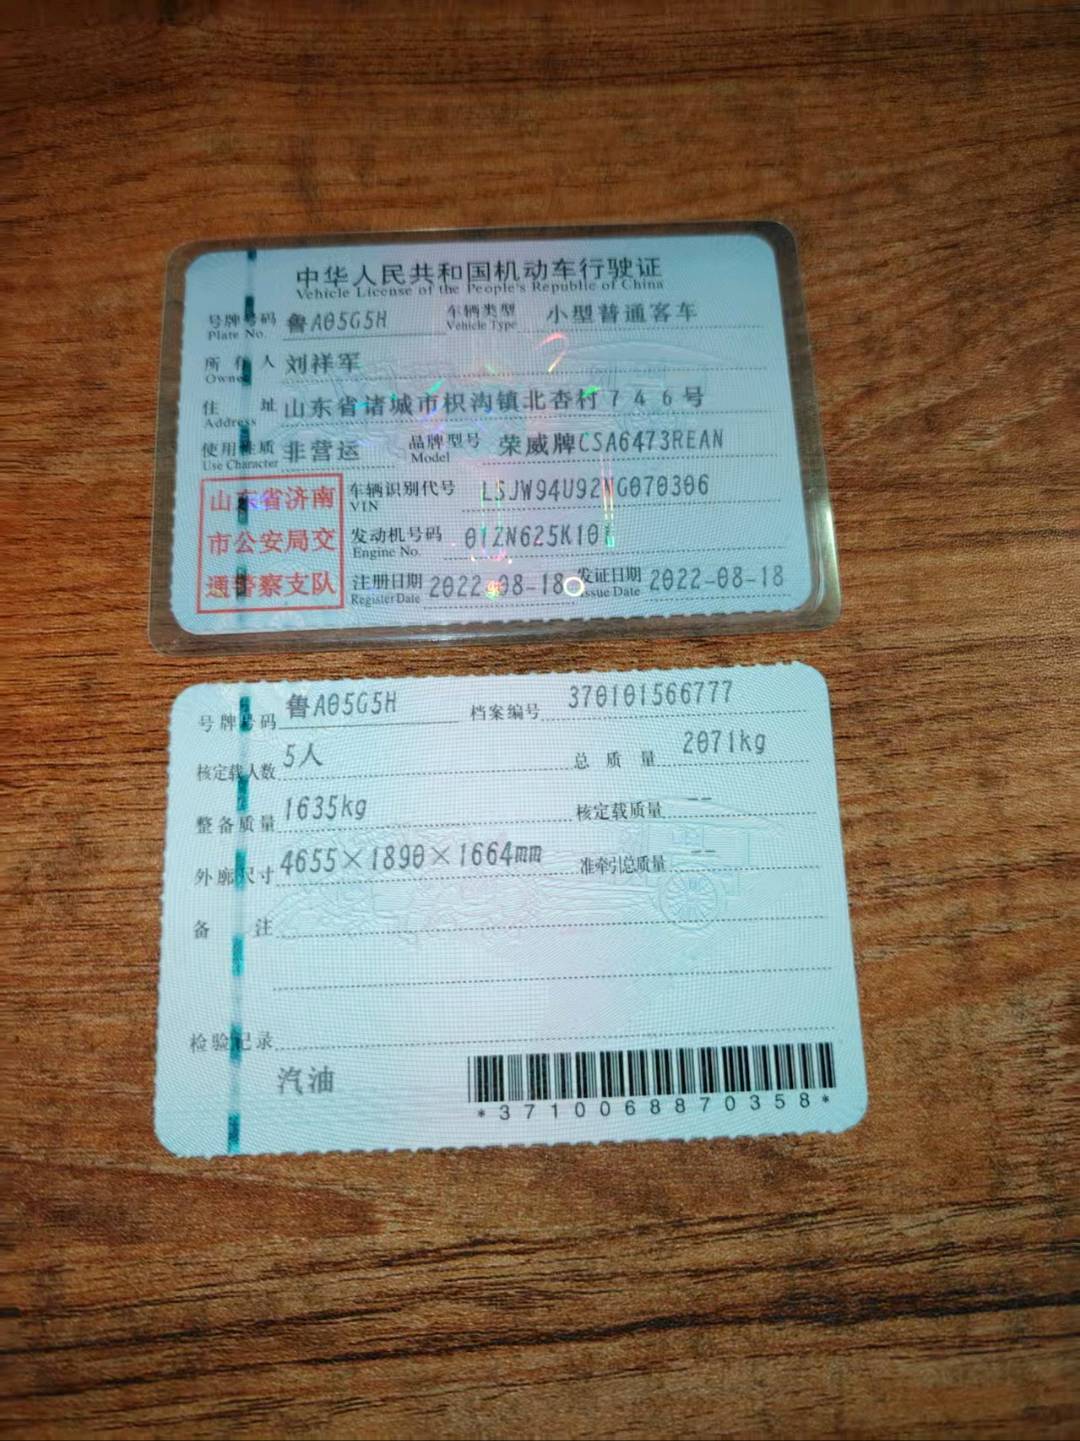 中华人民共和国机动车行驶证
Vehicle License of the People's Republic of China
号牌号码 鲁A05G5H 车辆类型 小型普通客车
Plate No. Vehicle Type
所有人 刘祥军
Owner
住址 山东省诸城市枳沟镇北杏村746号
Address
使用性质 非营运 品牌型号 荣威牌CSA6473REAN
Use Character Model
山东省济南
市公安局交
通警察支队
车辆识别代号 LSJW94U92NG070306
VIN
发动机号码
Engine No.
注册日期 2022-08-18 发证日期 2022-08-18
Register Date Issue Date
号牌号码 鲁A05G5H 档案编号 370101566777
核定载人数 5人 总质量 2071kg
整备质量 1635kg 核定载质量 --
外廓尺寸 4655×1890×1664mm 准牵引总质量 --
备注
检验记录
汽油
*3710068870358*